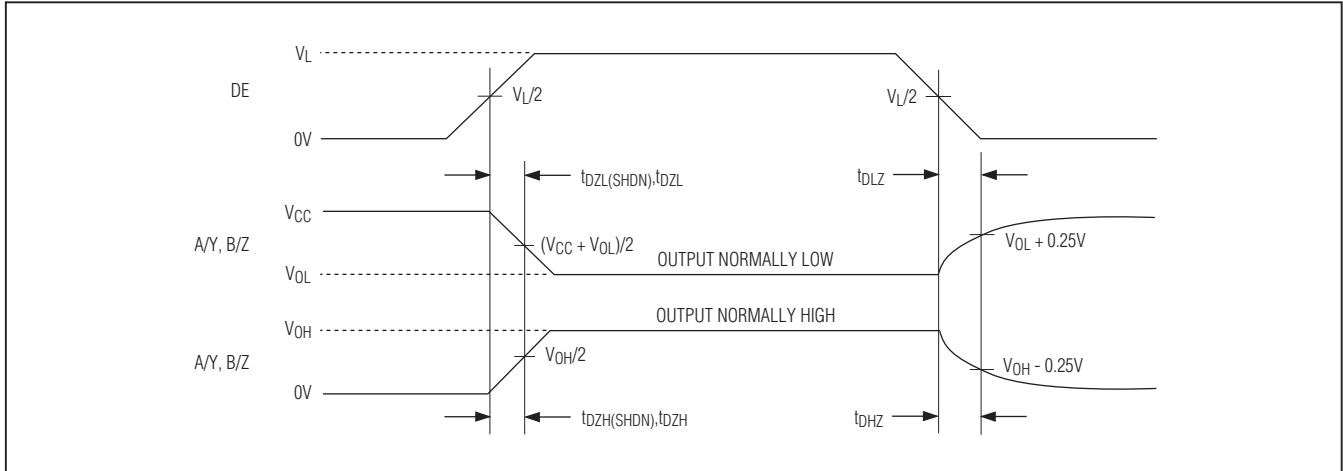 VL
DE
VL/2
VL/2
0V
tDZL(SHDN),tDZL
tDLZ
VCC
A/Y, B/Z
(VCC + VOL)/2
VOL + 0.25V
OUTPUT NORMALLY LOW
VOL
OUTPUT NORMALLY HIGH
VOH
A/Y, B/Z
VOH/2
VOH - 0.25V
0V
tDZH(SHDN),tDZH
tDHZ